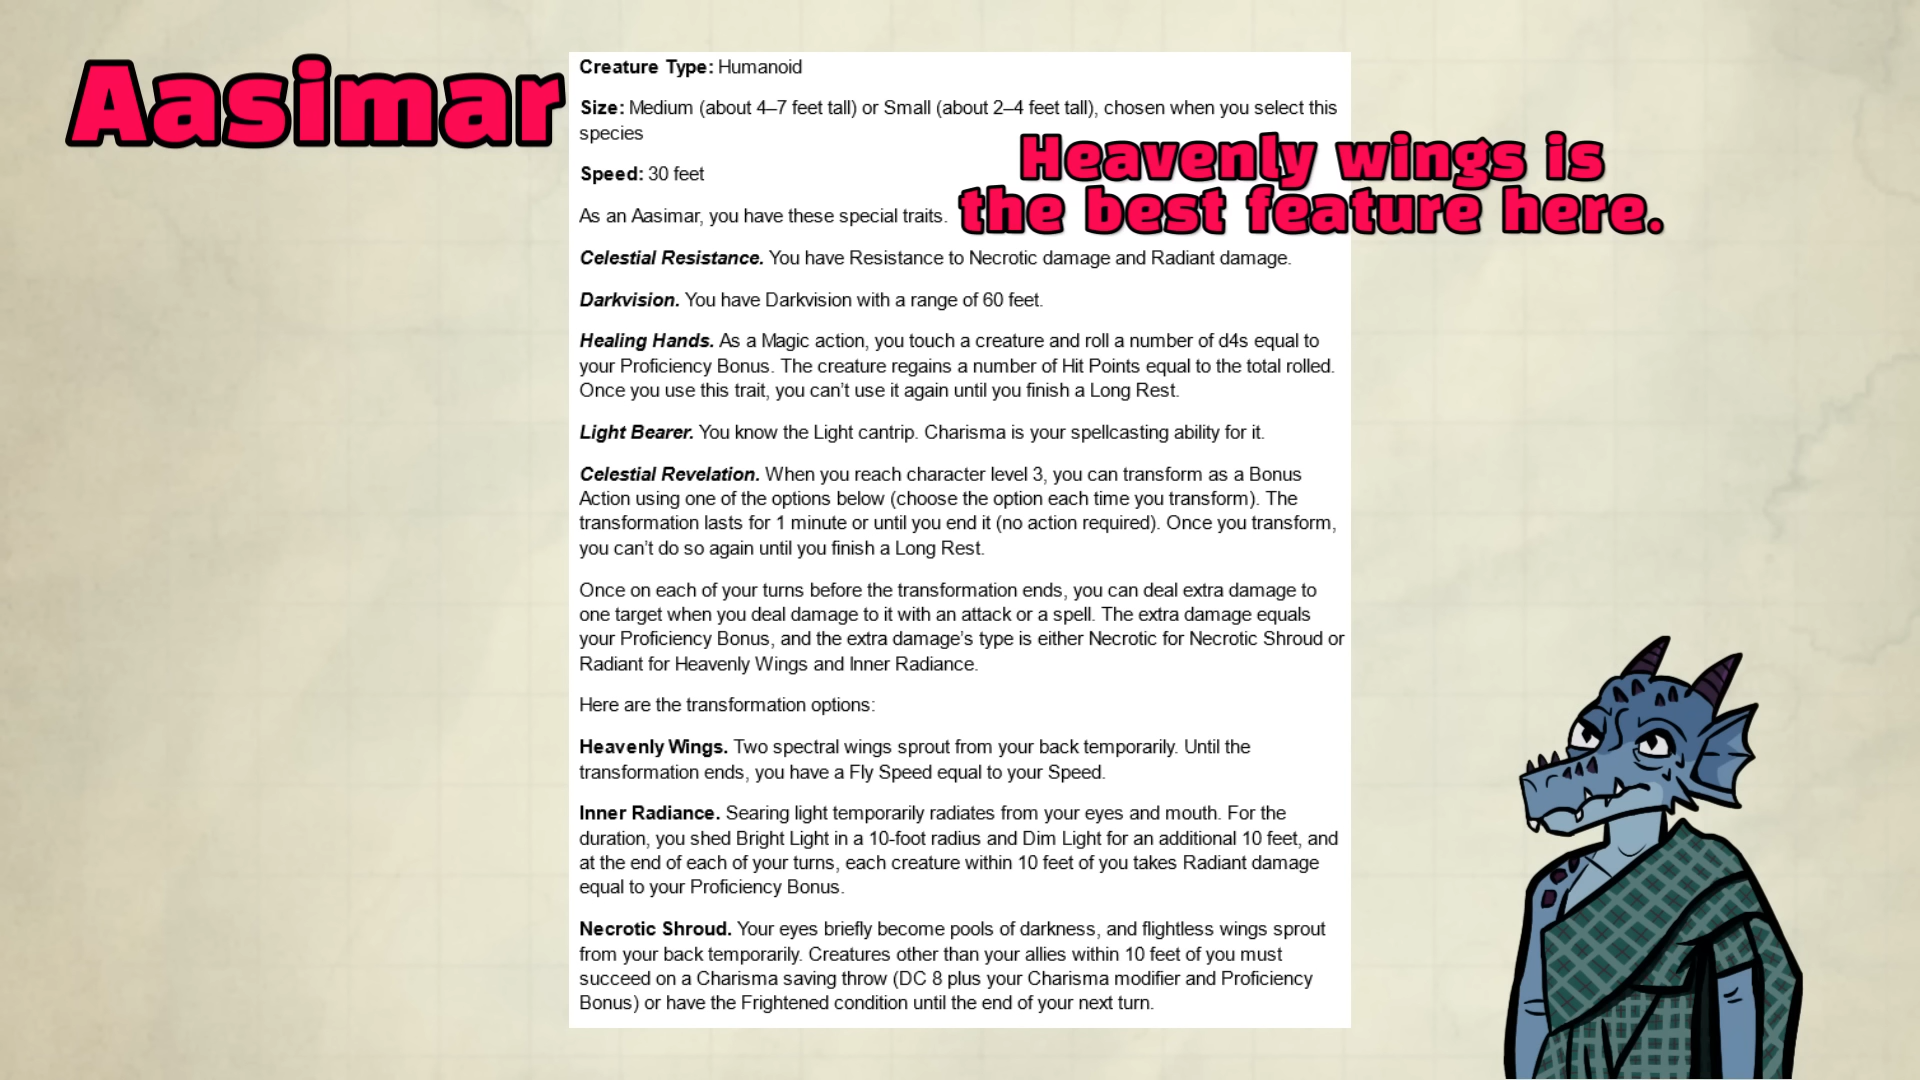 Aasimar
Creature Type: Humanoid
Size: Medium (about 4–7 feet tall) or Small (about 2–4 feet tall), chosen when you select this
species
Heavenly wings is
the best feature here.
Speed: 30 feet
As an Aasimar, you have these special traits.
Celestial Resistance. You have Resistance to Necrotic damage and Radiant damage.
Darkvision. You have Darkvision with a range of 60 feet.
Healing Hands. As a Magic action, you touch a creature and roll a number of d4s equal to
your Proficiency Bonus. The creature regains a number of Hit Points equal to the total rolled.
Once you use this trait, you can’t use it again until you finish a Long Rest.
Light Bearer. You know the Light cantrip. Charisma is your spellcasting ability for it.
Celestial Revelation. When you reach character level 3, you can transform as a Bonus
Action using one of the options below (choose the option each time you transform). The
transformation lasts for 1 minute or until you end it (no action required). Once you transform,
you can’t do so again until you finish a Long Rest.
Once on each of your turns before the transformation ends, you can deal extra damage to
one target when you deal damage to it with an attack or a spell. The extra damage equals
your Proficiency Bonus, and the extra damage’s type is either Necrotic for Necrotic Shroud or
Radiant for Heavenly Wings and Inner Radiance.
Here are the transformation options:
Heavenly Wings. Two spectral wings sprout from your back temporarily. Until the
transformation ends, you have a Fly Speed equal to your Speed.
Inner Radiance. Searing light temporarily radiates from your eyes and mouth. For the
duration, you shed Bright Light in a 10-foot radius and Dim Light for an additional 10 feet, and
at the end of each of your turns, each creature within 10 feet of you takes Radiant damage
equal to your Proficiency Bonus.
Necrotic Shroud. Your eyes briefly become pools of darkness, and flightless wings sprout
from your back temporarily. Creatures other than your allies within 10 feet of you must
succeed on a Charisma saving throw (DC 8 plus your Charisma modifier and Proficiency
Bonus) or have the Frightened condition until the end of your next turn.